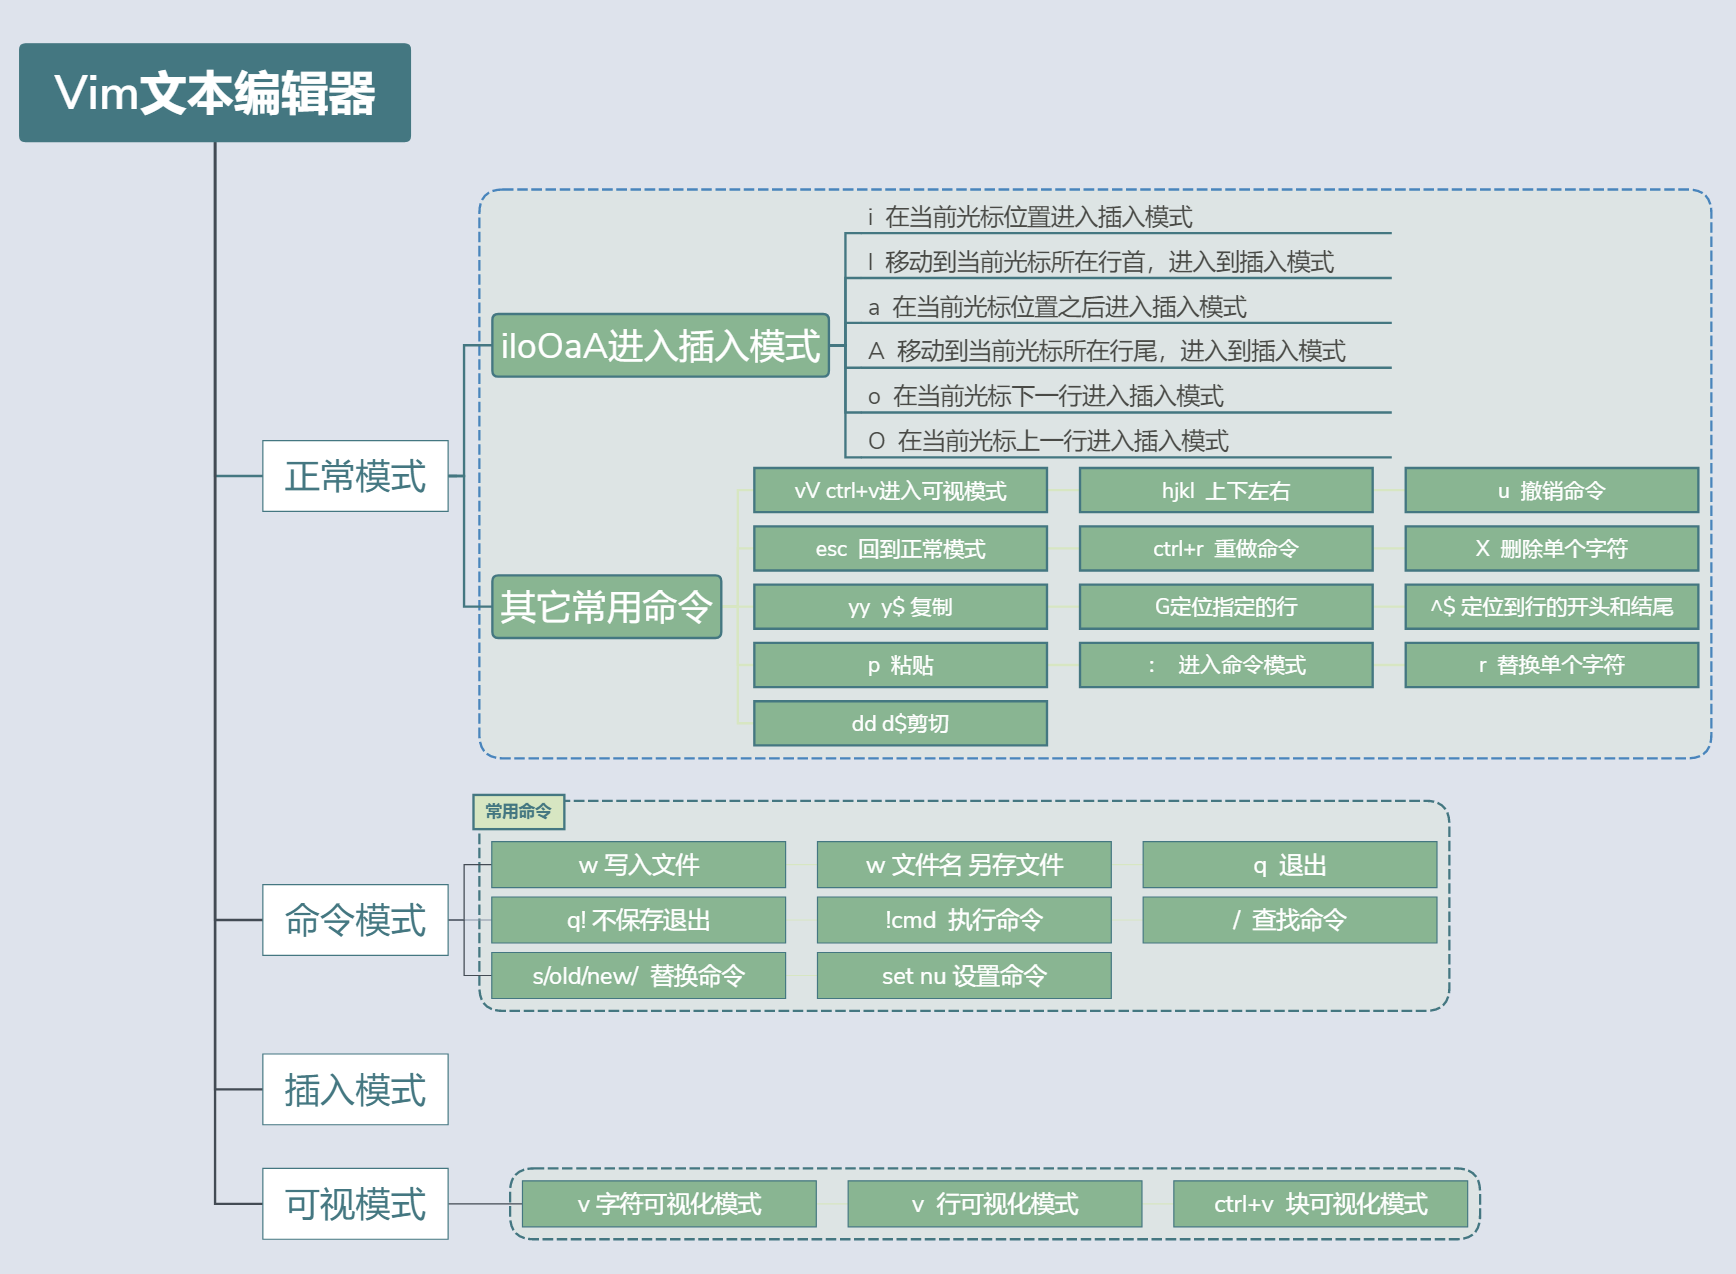 Vim文本编辑器
正常模式
iIoOaA进入插入模式
i 在当前光标位置进入插入模式
I 移动到当前光标所在行首，进入到插入模式
a 在当前光标位置之后进入插入模式
A 移动到当前光标所在行尾，进入到插入模式
o 在当前光标下一行进入插入模式
O 在当前光标上一行进入插入模式
其它常用命令
vV ctrl+v进入可视模式
hjkl 上下左右
u 撤销命令
esc 回到正常模式
ctrl+r 重做命令
X 删除单个字符
yy y$ 复制
G定位指定的行
^$ 定位到行的开头和结尾
p 粘贴
: 进入命令模式
r 替换单个字符
dd d$剪切
命令模式
常用命令
w 写入文件
w 文件名 另存文件
q 退出
q! 不保存退出
!cmd 执行命令
/ 查找命令
s/old/new/ 替换命令
set nu 设置命令
插入模式
可视模式
v 字符可视化模式
v 行可视化模式
ctrl+v 块可视化模式